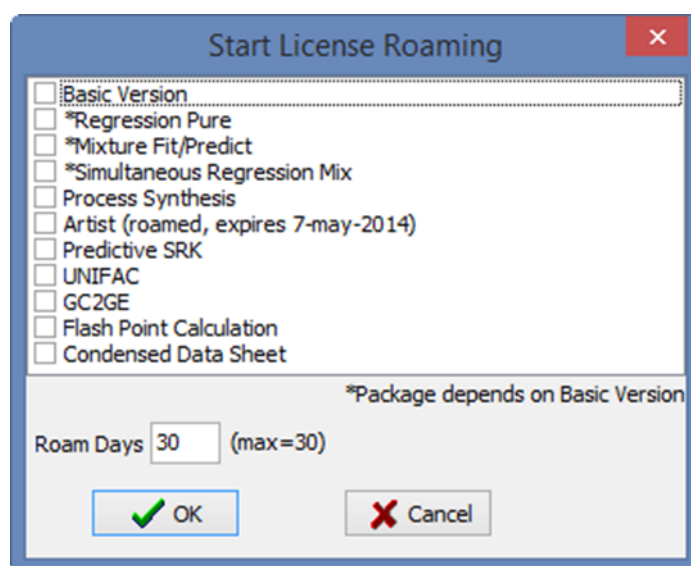 Start License Roaming
Basic Version
*Regression Pure
*Mixture Fit/Predict
*Simultaneous Regression Mix
Process Synthesis
Artist (roamed, expires 7-may-2014)
Predictive SRK
UNIFAC
GC2GE
Flash Point Calculation
Condensed Data Sheet
*Package depends on Basic Version
Roam Days 30 (max=30)
OK Cancel